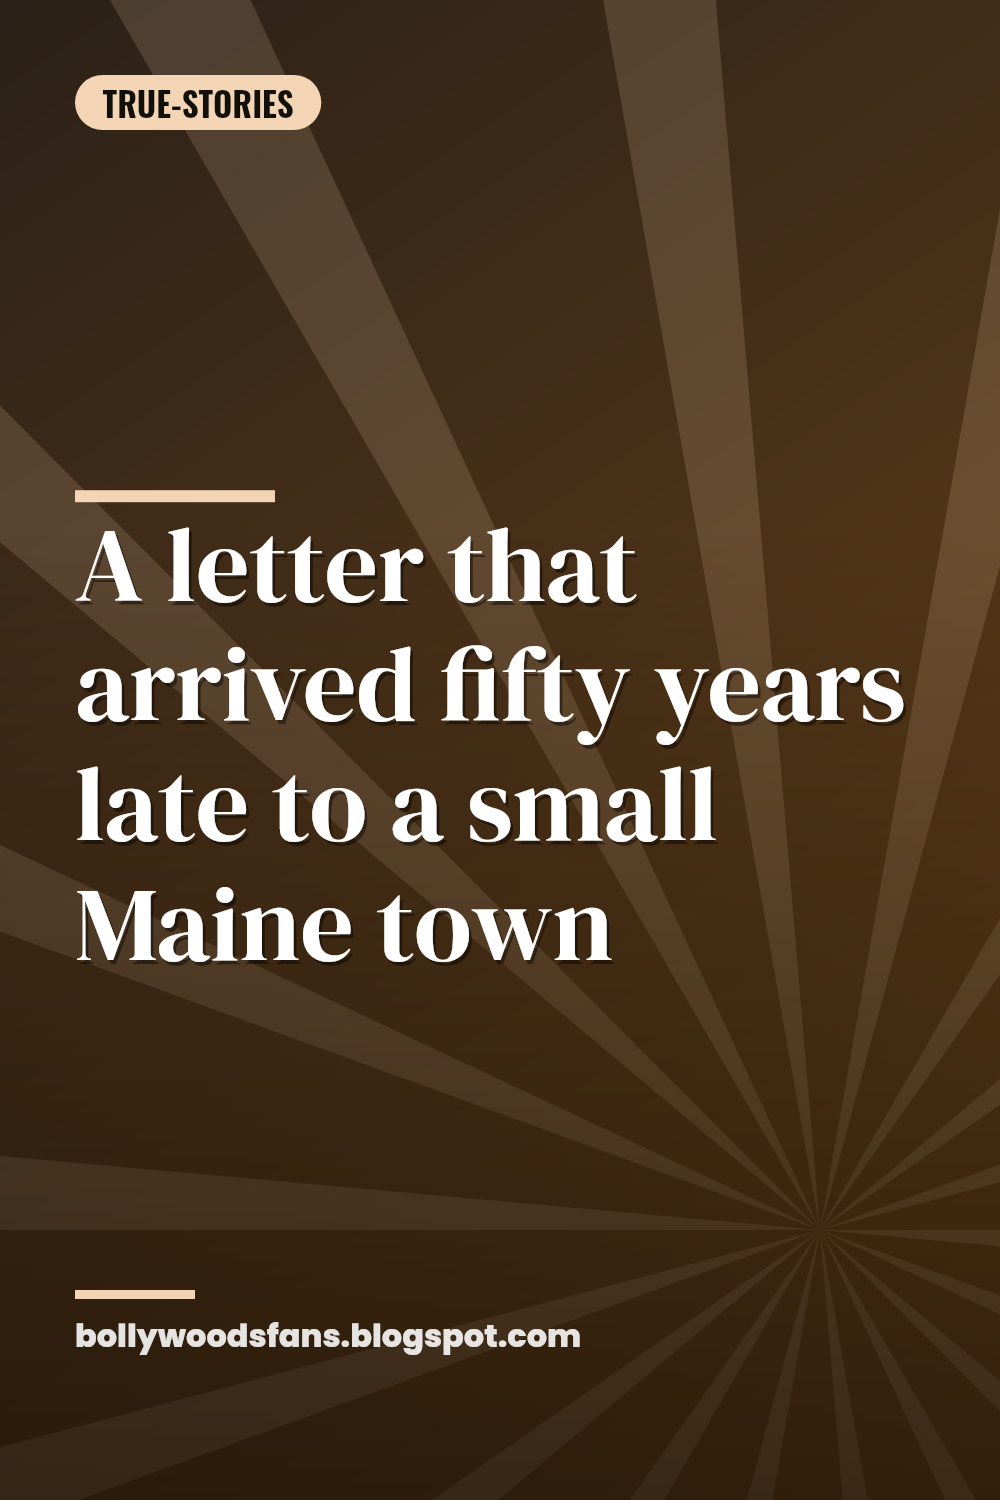 TRUE-STORIES
A letter that
arrived fifty years
late to a small
Maine town
bollywoodsfans.blogspot.com